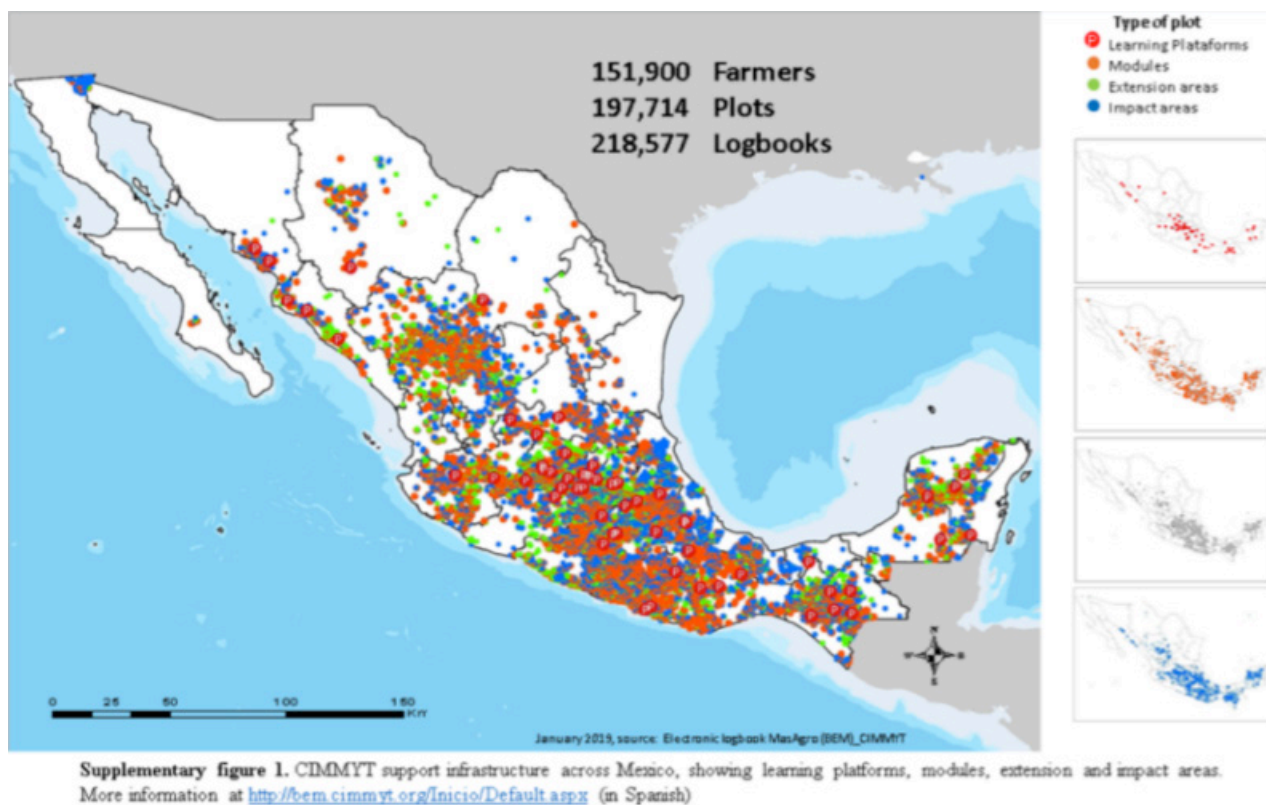 151,900 Farmers
197,714 Plots
218,577 Logbooks
Type of plot
P Learning Plataforms
Modules
Extension areas
Impact areas
N
W E
S
0 25 50 100 150
Km
January 2019, source: Electronic logbook MasAgro (BEM)_CIMMYT
Supplementary figure 1. CIMMYT support infrastructure across Mexico, showing learning platforms, modules, extension and impact areas.
More information at http://bem.cimmyt.org/Inicio/Default.aspx (in Spanish)